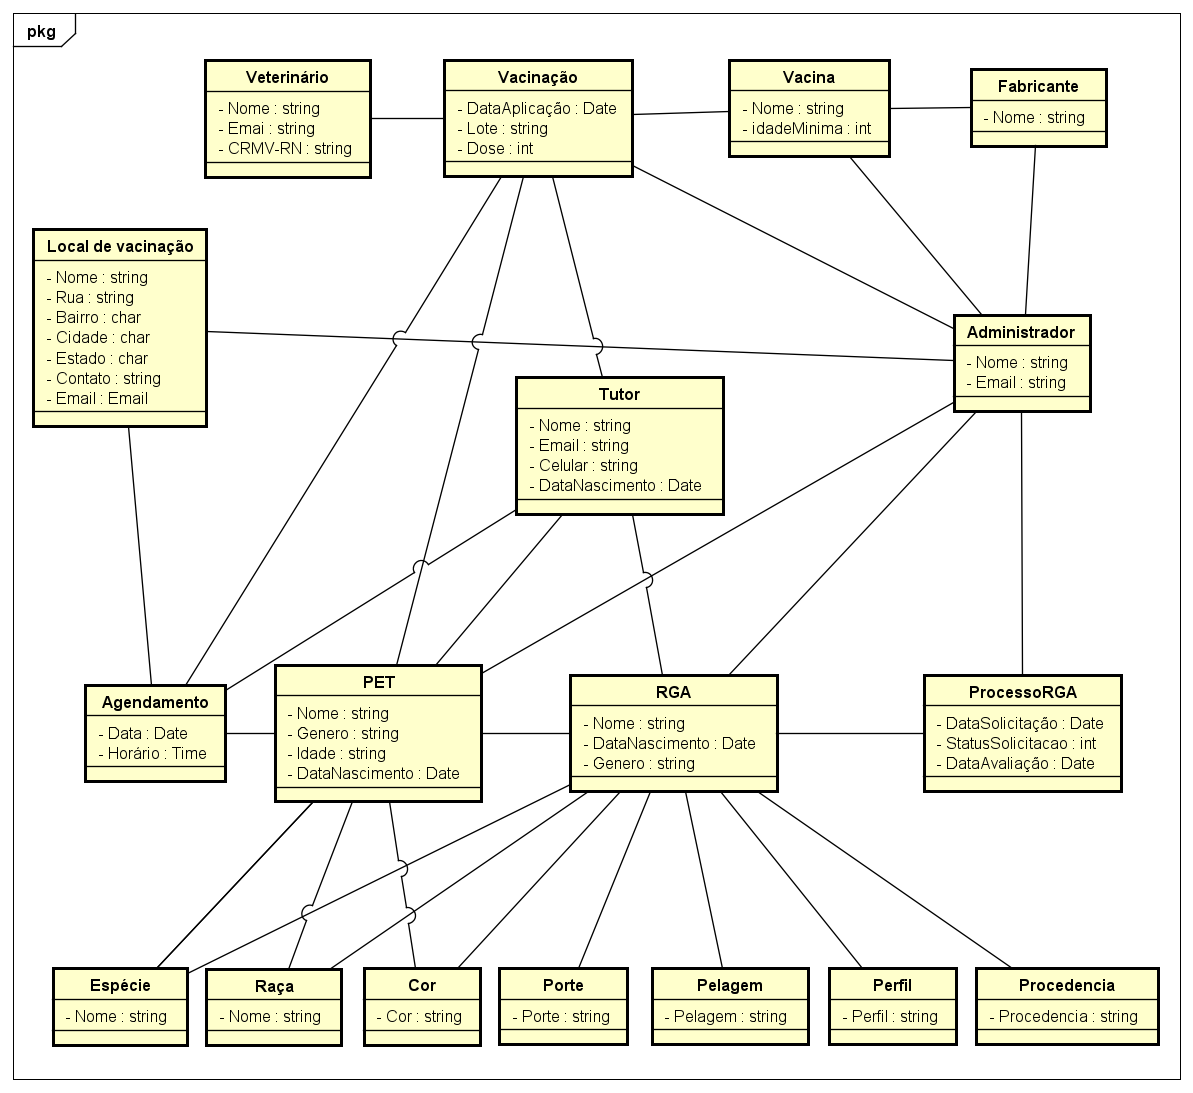 pkg
Veterinário
- Nome : string
- Emai : string
- CRMV-RN : string
Vacinação
- DataAplicação : Date
- Lote : string
- Dose : int
Vacina
- Nome : string
- idadeMinima : int
Fabricante
- Nome : string
Local de vacinação
- Nome : string
- Rua : string
- Bairro : char
- Cidade : char
- Estado : char
- Contato : string
- Email : Email
Administrador
- Nome : string
- Email : string
Tutor
- Nome : string
- Email : string
- Celular : string
- DataNascimento : Date
Agendamento
- Data : Date
- Horário : Time
PET
- Nome : string
- Genero : string
- Idade : string
- DataNascimento : Date
RGA
- Nome : string
- DataNascimento : Date
- Genero : string
ProcessoRGA
- DataSolicitação : Date
- StatusSolicitacao : int
- DataAvaliação : Date
Espécie
- Nome : string
Raça
- Nome : string
Cor
- Cor : string
Porte
- Porte : string
Pelagem
- Pelagem : string
Perfil
- Perfil : string
Procedencia
- Procedencia : string